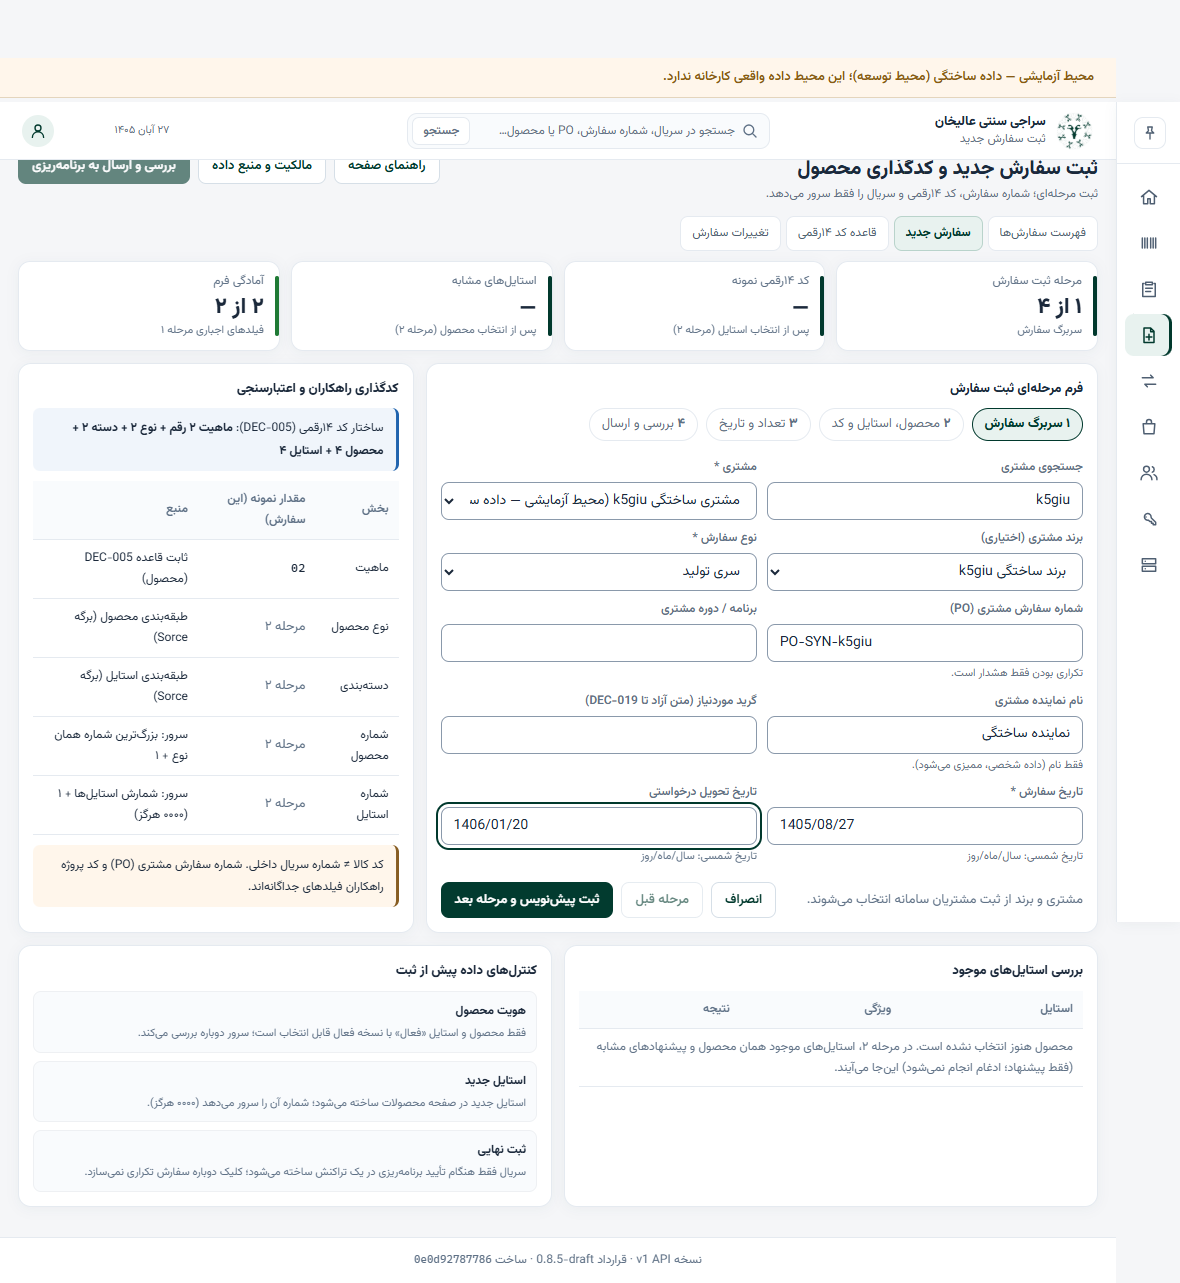 محیط آزمایشی — داده ساختگی (محیط توسعه)؛ این محیط داده واقعی کارخانه ندارد.
سراجی سنتی عالیخان
ثبت سفارش جدید
جستجو در سریال، شماره سفارش، PO یا محصول...
جستجو
۲۷ آبان ۱۴۰۵
ثبت سفارش جدید و کدگذاری محصول
ثبت مرحله‌ای؛ شماره سفارش، کد ۱۴رقمی و سریال را فقط سرور می‌دهد.
راهنمای صفحه
مالکیت و منبع داده
بررسی و ارسال به برنامه‌ریزی
فهرست سفارش‌ها
سفارش جدید
قاعده کد ۱۴رقمی
تغییرات سفارش
مرحله ثبت سفارش
۱ از ۴
سربرگ سفارش
کد ۱۴رقمی نمونه
—
پس از انتخاب استایل (مرحله ۲)
استایل‌های مشابه
—
پس از انتخاب محصول (مرحله ۲)
آمادگی فرم
۲ از ۲
فیلدهای اجباری مرحله ۱
فرم مرحله‌ای ثبت سفارش
۱ سربرگ سفارش
۲ محصول، استایل و کد
۳ تعداد و تاریخ
۴ بررسی و ارسال
جستجوی مشتری
k5giu
مشتری *
مشتری ساختگی k5giu (محیط آزمایشی — داده س
برند مشتری (اختیاری)
برند ساختگی k5giu
نوع سفارش *
سری تولید
شماره سفارش مشتری (PO)
PO-SYN-k5giu
تکراری بودن فقط هشدار است.
برنامه / دوره مشتری
نام نماینده مشتری
نماینده ساختگی
فقط نام (داده شخصی، ممیزی می‌شود).
گرید موردنیاز (متن آزاد تا DEC-019)
تاریخ سفارش *
1405/08/27
تاریخ شمسی: سال/ماه/روز
تاریخ تحویل درخواستی
1406/01/20
تاریخ شمسی: سال/ماه/روز
مشتری و برند از ثبت مشتریان سامانه انتخاب می‌شوند.
انصراف
مرحله قبل
ثبت پیش‌نویس و مرحله بعد
کدگذاری راهکاران و اعتبارسنجی
ساختار کد ۱۴رقمی (DEC-005): ماهیت ۲ رقم + نوع ۲ + دسته ۲ +
محصول ۴ + استایل ۴
بخش
مقدار نمونه (این
سفارش)
منبع
ماهیت
02
ثابت قاعده DEC-005
(محصول)
نوع محصول
مرحله ۲
طبقه‌بندی محصول (برگه
Sorce)
دسته‌بندی
مرحله ۲
طبقه‌بندی استایل (برگه
Sorce)
شماره
محصول
مرحله ۲
سرور: بزرگ‌ترین شماره همان
نوع + ۱
شماره
استایل
مرحله ۲
سرور: شمارش استایل‌ها + ۱
(۰۰۰۰ هرگز)
کد کالا ≠ شماره سریال داخلی. شماره سفارش مشتری (PO) و کد پروژه
راهکاران فیلدهای جداگانه‌اند.
بررسی استایل‌های موجود
استایل
ویژگی
نتیجه
محصول هنوز انتخاب نشده است. در مرحله ۲، استایل‌های موجود همان محصول و پیشنهادهای مشابه
(فقط پیشنهاد؛ ادغام انجام نمی‌شود) این‌جا می‌آیند.
کنترل‌های داده پیش از ثبت
هویت محصول
فقط محصول و استایل «فعال» با نسخه فعال قابل انتخاب است؛ سرور دوباره بررسی می‌کند.
استایل جدید
استایل جدید در صفحه محصولات ساخته می‌شود؛ شماره آن را سرور می‌دهد (۰۰۰۰ هرگز).
ثبت نهایی
سریال فقط هنگام تأیید برنامه‌ریزی در یک تراکنش ساخته می‌شود؛ کلیک دوباره سفارش تکراری نمی‌سازد.
نسخه v1 API · قرارداد 0.8.5-draft · ساخت 0e0d92787786